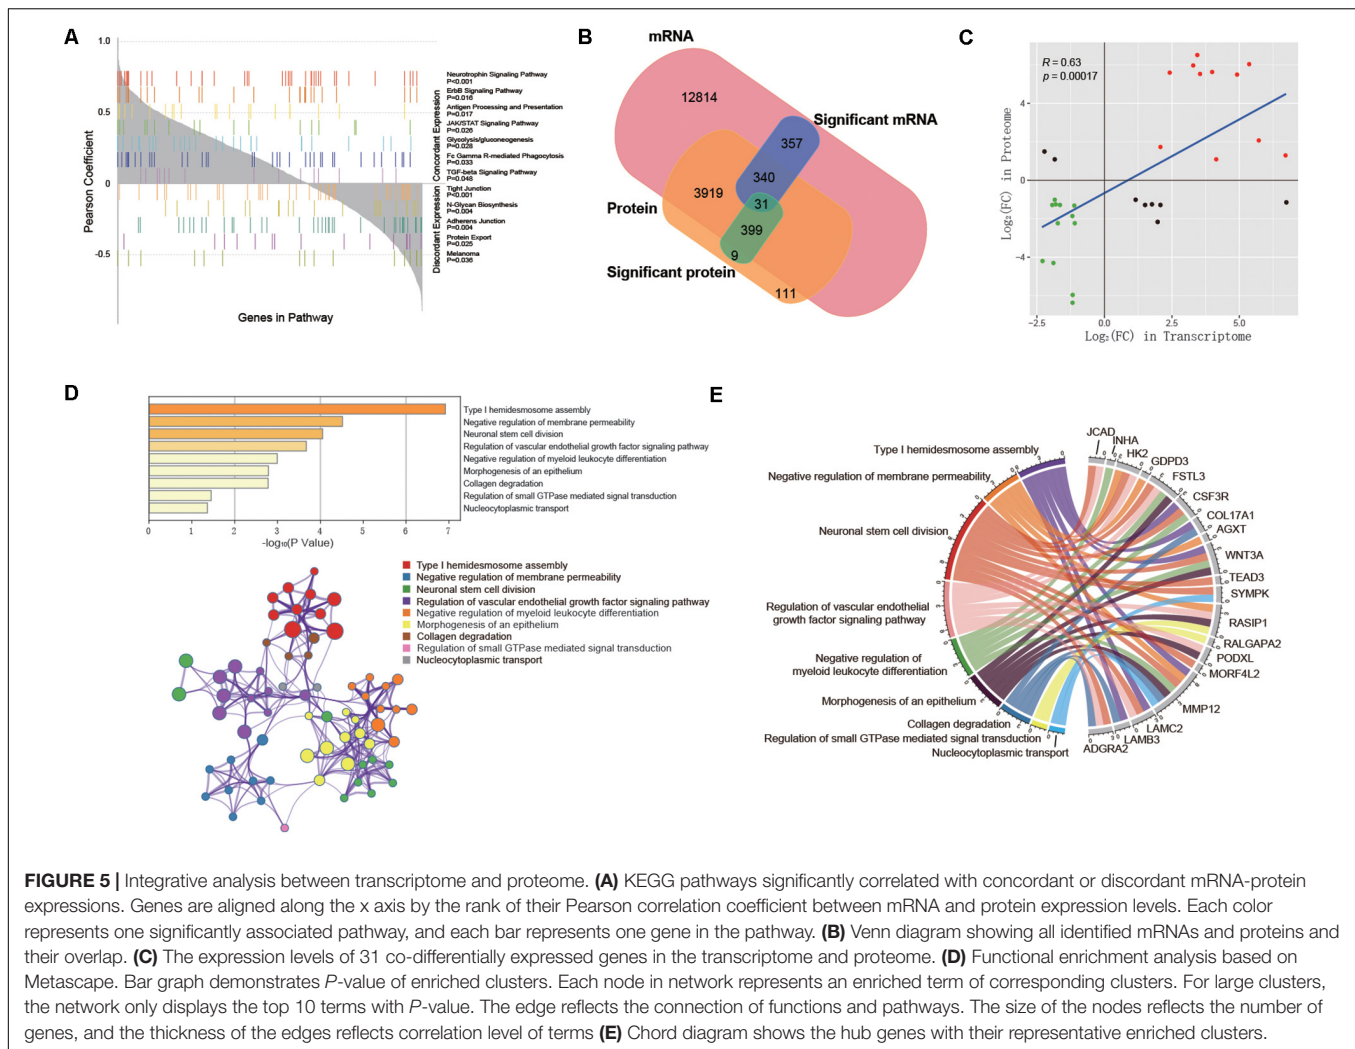 A
1.0
0.5
0
-0.5
Pearson Coefficient
Genes in Pathway
Concordant Expression
Discordant Expression
Neurotrophin Signaling Pathway
P<0.001
ErbB Signaling Pathway
P=0.016
Antigen Processing and Presentation
P=0.017
JAK/STAT Signaling Pathway
P=0.026
Glycolysis/gluconeogenesis
P=0.028
Fc Gamma R-mediated Phagocytosis
P=0.033
TGF-beta Signaling Pathway
P=0.048
Tight Junction
P<0.001
N-Glycan Biosynthesis
P=0.004
Adherens Junction
P=0.004
Protein Export
P=0.025
Melanoma
P=0.036
B
mRNA
12814
Significant mRNA
357
340
3919
31
Protein
399
9
Significant protein
111
C
R = 0.63
p = 0.00017
4
0
-4
Log₂(FC) in Proteome
-2.5
0.0
2.5
5.0
Log₂(FC) in Transcriptome
D
Type I hemidesmosome assembly
Negative regulation of membrane permeability
Neuronal stem cell division
Regulation of vascular endothelial growth factor signaling pathway
Negative regulation of myeloid leukocyte differentiation
Morphogenesis of an epithelium
Collagen degradation
Regulation of small GTPase mediated signal transduction
Nucleocytoplasmic transport
0 1 2 3 4 5 6 7
-log₁₀(P Value)
Type I hemidesmosome assembly
Negative regulation of membrane permeability
Neuronal stem cell division
Regulation of vascular endothelial growth factor signaling pathway
Negative regulation of myeloid leukocyte differentiation
Morphogenesis of an epithelium
Collagen degradation
Regulation of small GTPase mediated signal transduction
Nucleocytoplasmic transport
E
Type I hemidesmosome assembly
Negative regulation of membrane permeability
Neuronal stem cell division
Regulation of vascular endothelial
growth factor signaling pathway
Negative regulation of
myeloid leukocyte differentiation
Morphogenesis of an epithelium
Collagen degradation
Regulation of small GTPase mediated signal transduction
Nucleocytoplasmic transport
JCAD
INHA
HK2
GDPD3
FSTL3
CSF3R
COL17A1
AGXT
WNT3A
TEAD3
SYMPK
RASIP1
RALGAPA2
PODXL
MORF4L2
MMP12
LAMC2
LAMB3
ADGRA2
FIGURE 5 | Integrative analysis between transcriptome and proteome. (A) KEGG pathways significantly correlated with concordant or discordant mRNA-protein
expressions. Genes are aligned along the x axis by the rank of their Pearson correlation coefficient between mRNA and protein expression levels. Each color
represents one significantly associated pathway, and each bar represents one gene in the pathway. (B) Venn diagram showing all identified mRNAs and proteins and
their overlap. (C) The expression levels of 31 co-differentially expressed genes in the transcriptome and proteome. (D) Functional enrichment analysis based on
Metascape. Bar graph demonstrates P-value of enriched clusters. Each node in network represents an enriched term of corresponding clusters. For large clusters,
the network only displays the top 10 terms with P-value. The edge reflects the connection of functions and pathways. The size of the nodes reflects the number of
genes, and the thickness of the edges reflects correlation level of terms (E) Chord diagram shows the hub genes with their representative enriched clusters.